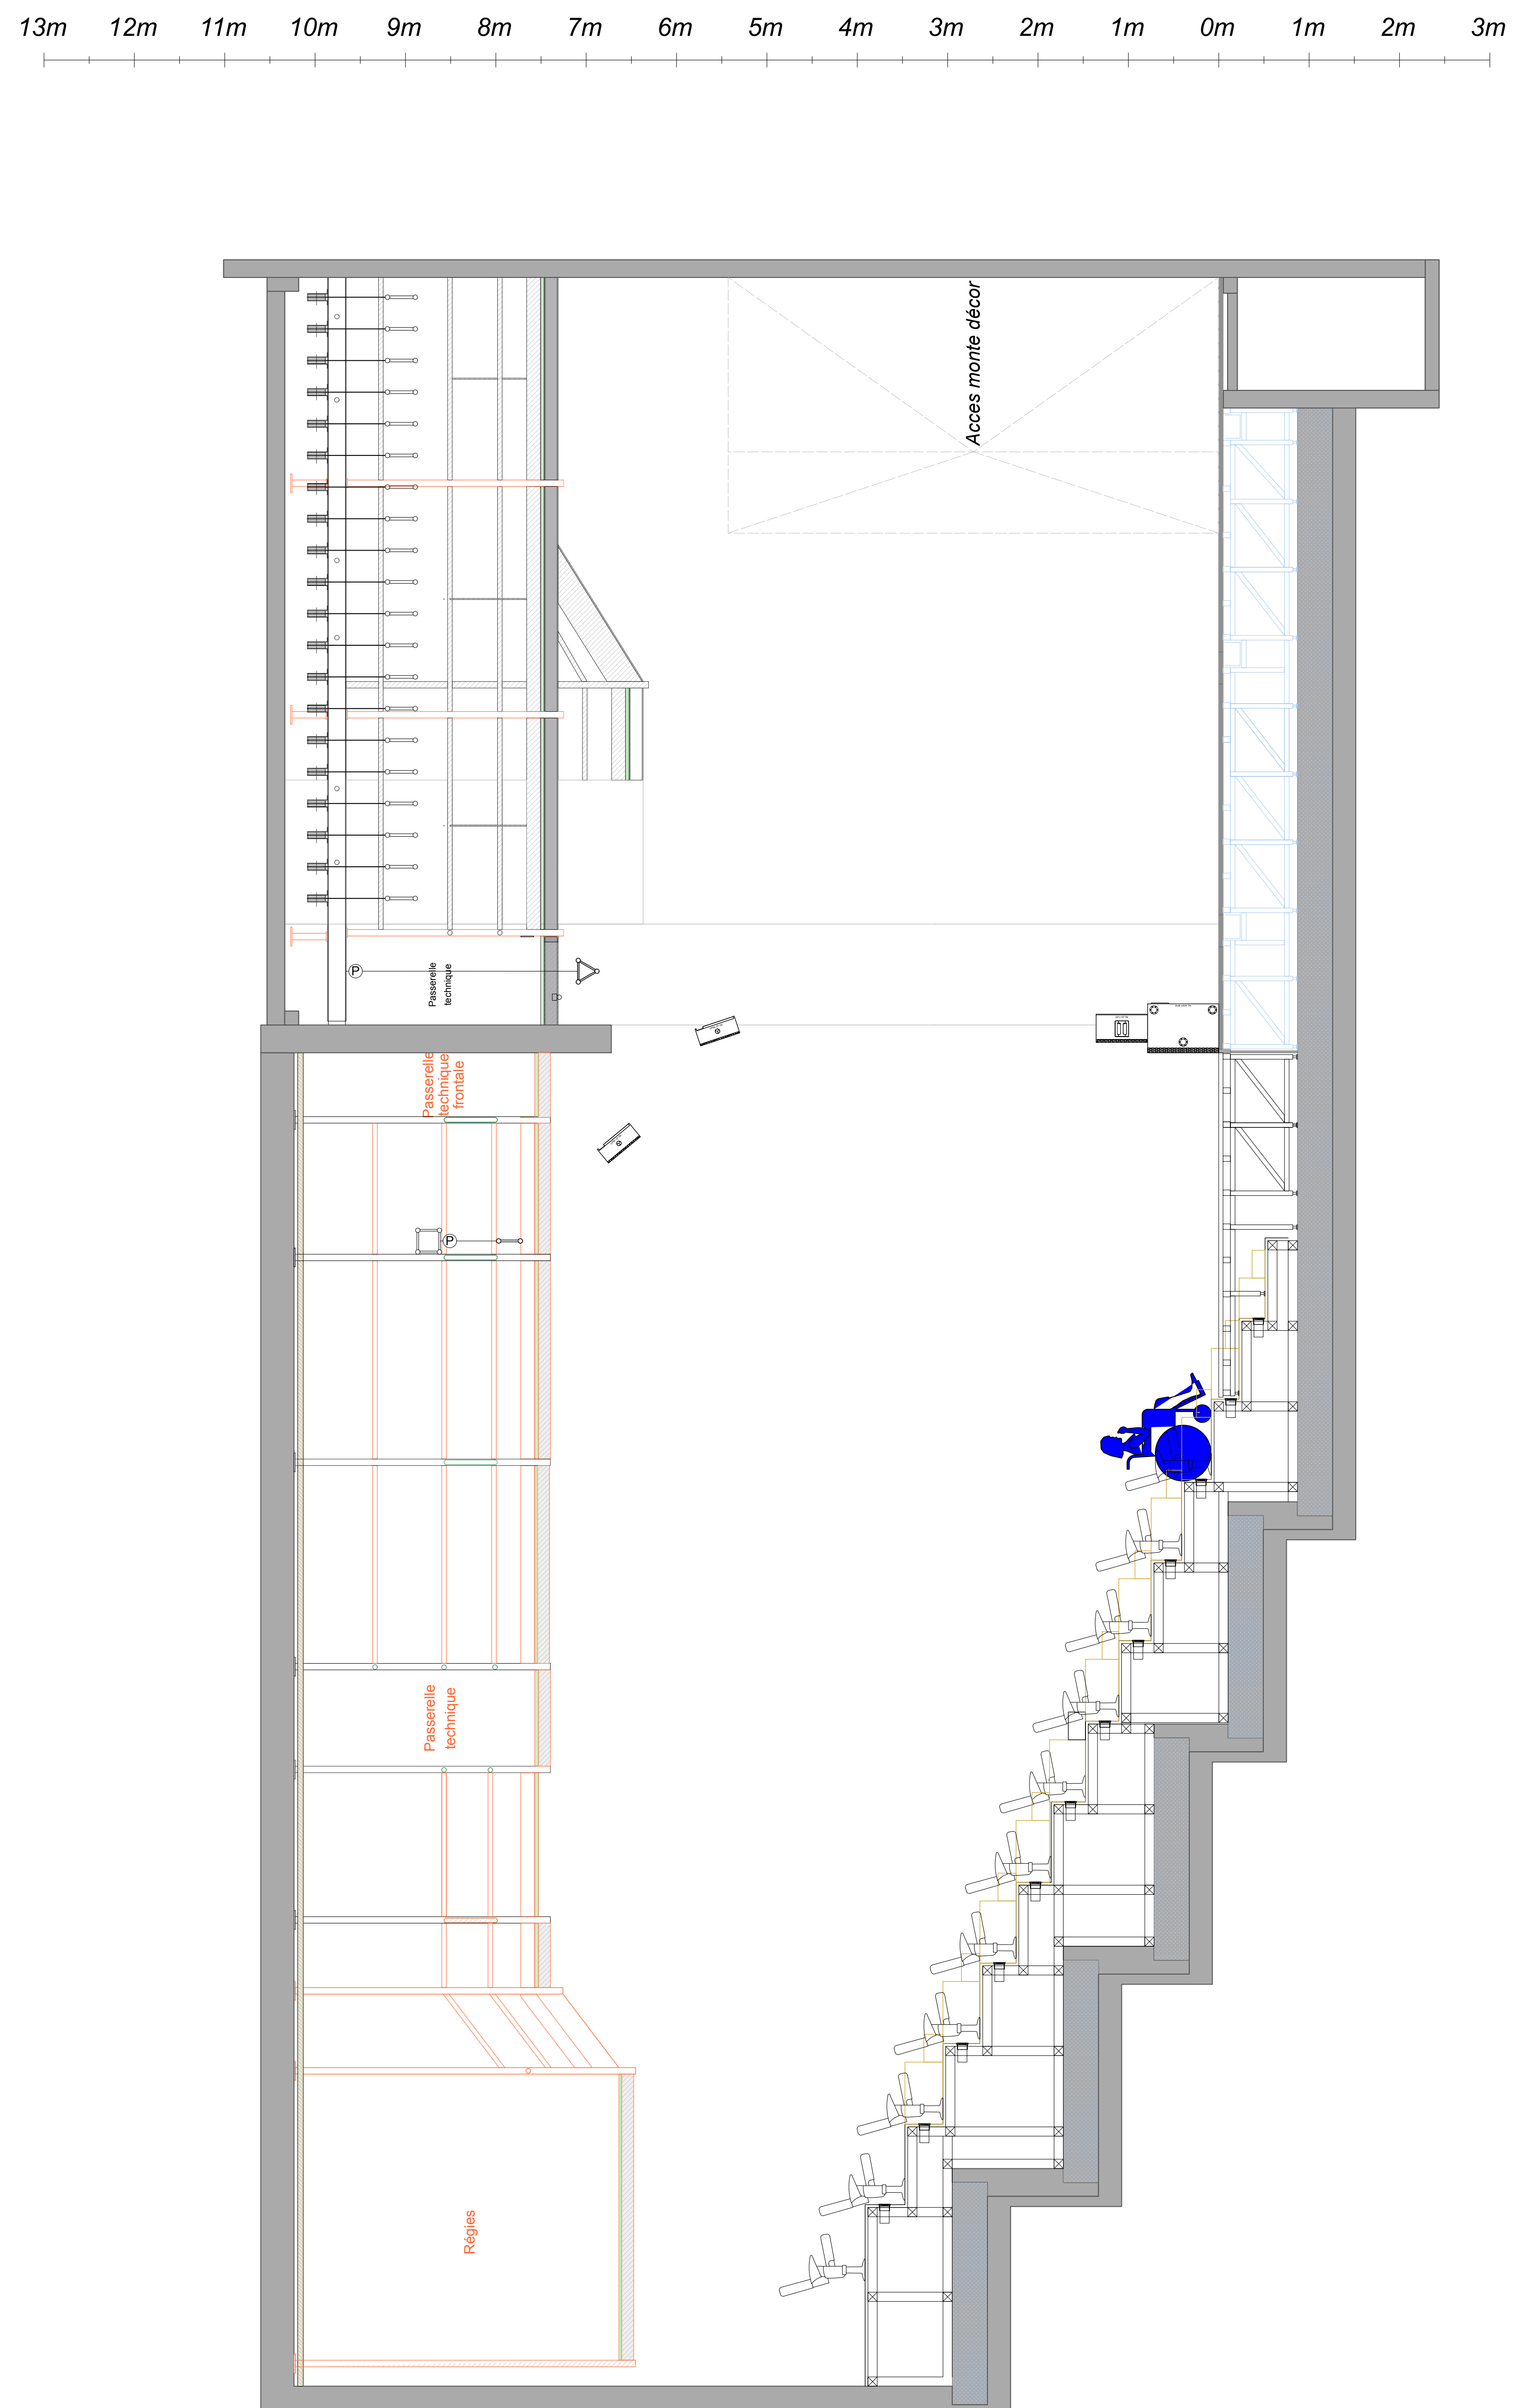 13m 12m 11m 10m 9m 8m 7m 6m 5m 4m 3m 2m 1m 0m 1m 2m 3m
Acces monte décor
P
Passerelle
technique
Passerelle
technique
frontale
P
Passerelle
technique
Régies